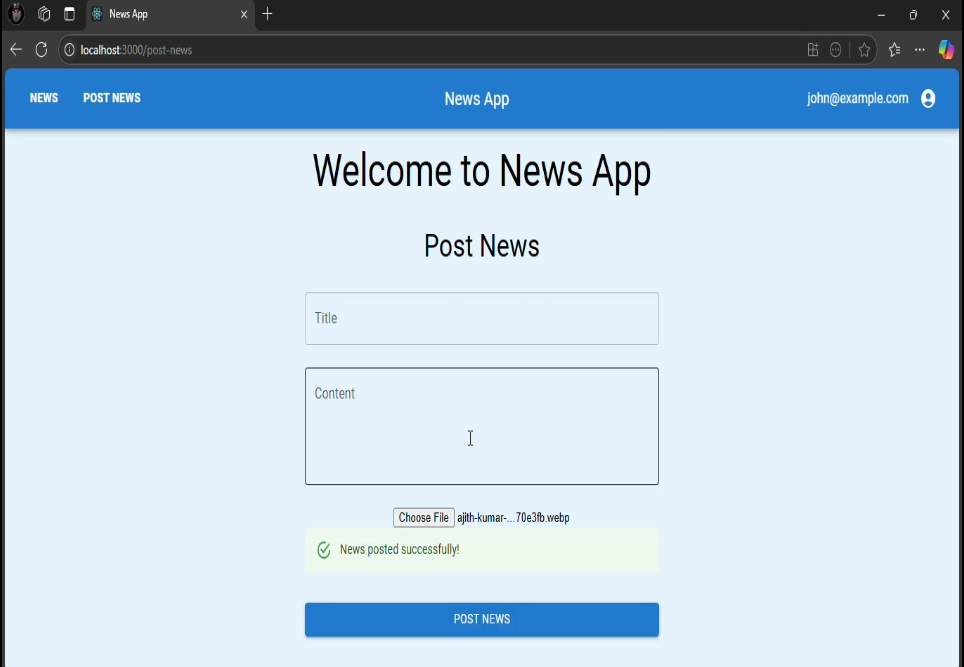 News App
localhost:3000/post-news
NEWS POST NEWS News App john@example.com
Welcome to News App
Post News
Title
Content
Choose File ajith-kumar-...70e3fb.webp
News posted successfully!
POST NEWS